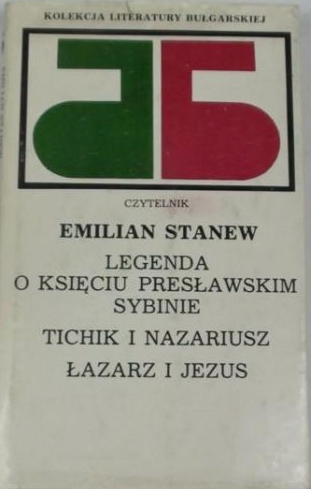 KOLEKCJA LITERATURY BUŁGARSKIEJ
CZYTELNIK
EMILIAN STANEW
LEGENDA
O KSIĘCIU PRESŁAWSKIM
SYBINIE
TICHIK I NAZARIUSZ
ŁAZARZ I JEZUS